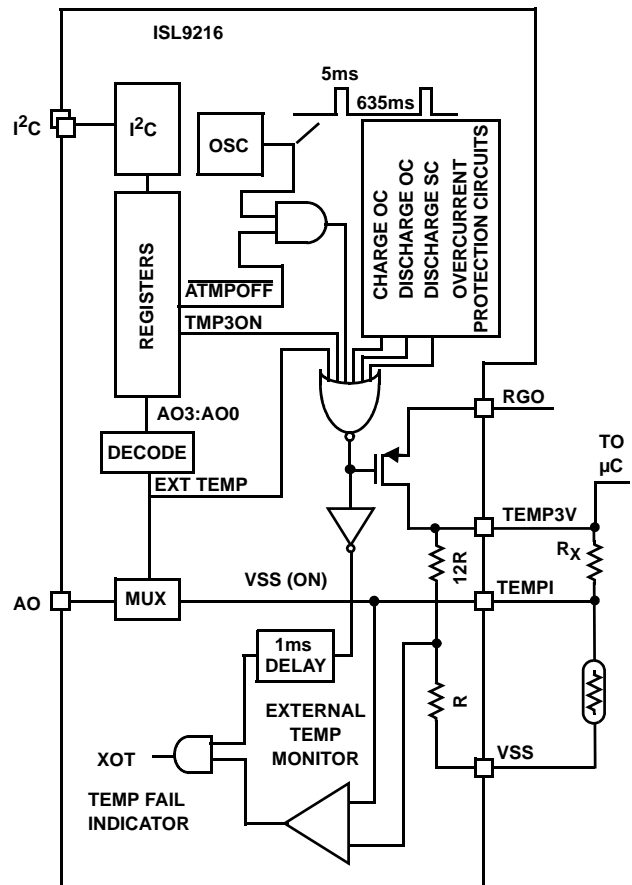 ISL9216
5ms
635ms
I²C
I²C
OSC
CHARGE OC
DISCHARGE OC
DISCHARGE SC
OVERCURRENT
PROTECTION CIRCUITS
REGISTERS
ATMPOFF
TMP3ON
AO3:AO0
RGO
DECODE
TO
µC
EXT TEMP
TEMP3V
12R
RX
AO
MUX
VSS (ON)
TEMPI
1ms
DELAY
R
EXTERNAL
TEMP
MONITOR
VSS
XOT
TEMP FAIL
INDICATOR